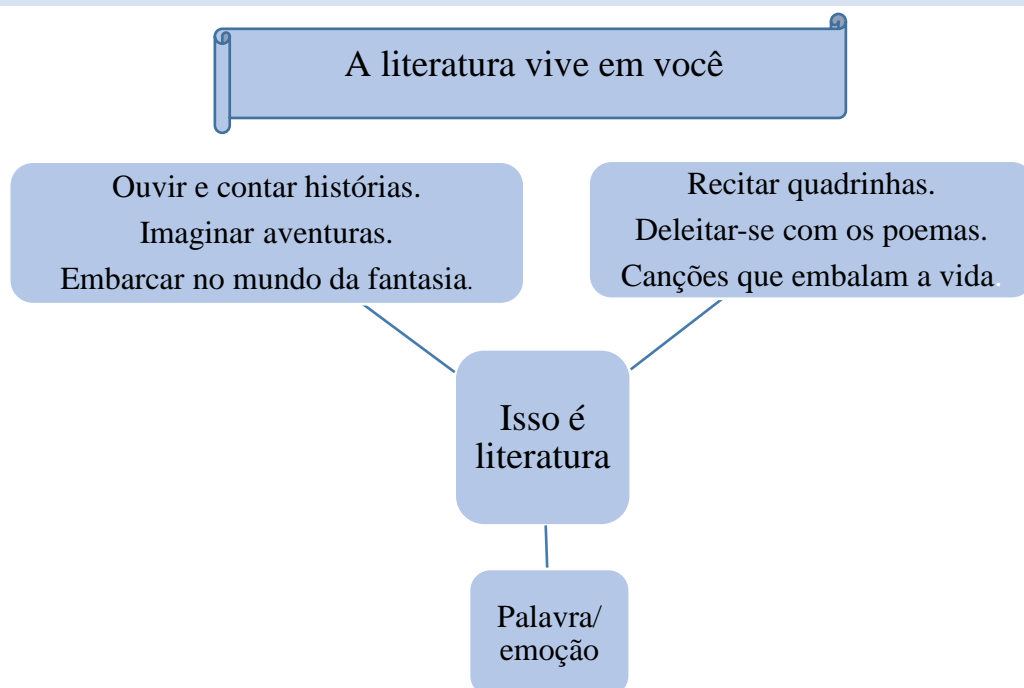 A literatura vive em você
Ouvir e contar histórias.
Imaginar aventuras.
Embarcar no mundo da fantasia.
Recitar quadrinhas.
Deleitar-se com os poemas.
Canções que embalam a vida.
Isso é
literatura
Palavra/
emoção